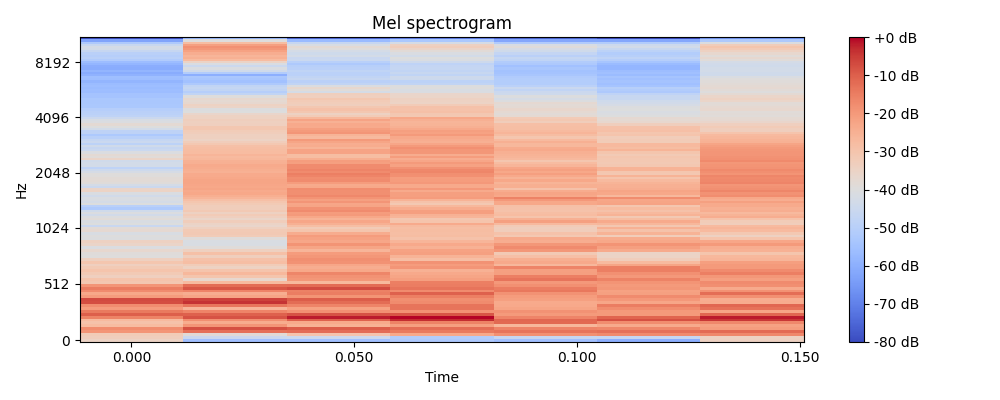 Mel spectrogram
Hz
8192
4096
2048
1024
512
0
0.000
0.050
0.100
0.150
Time
+0 dB
-10 dB
-20 dB
-30 dB
-40 dB
-50 dB
-60 dB
-70 dB
-80 dB